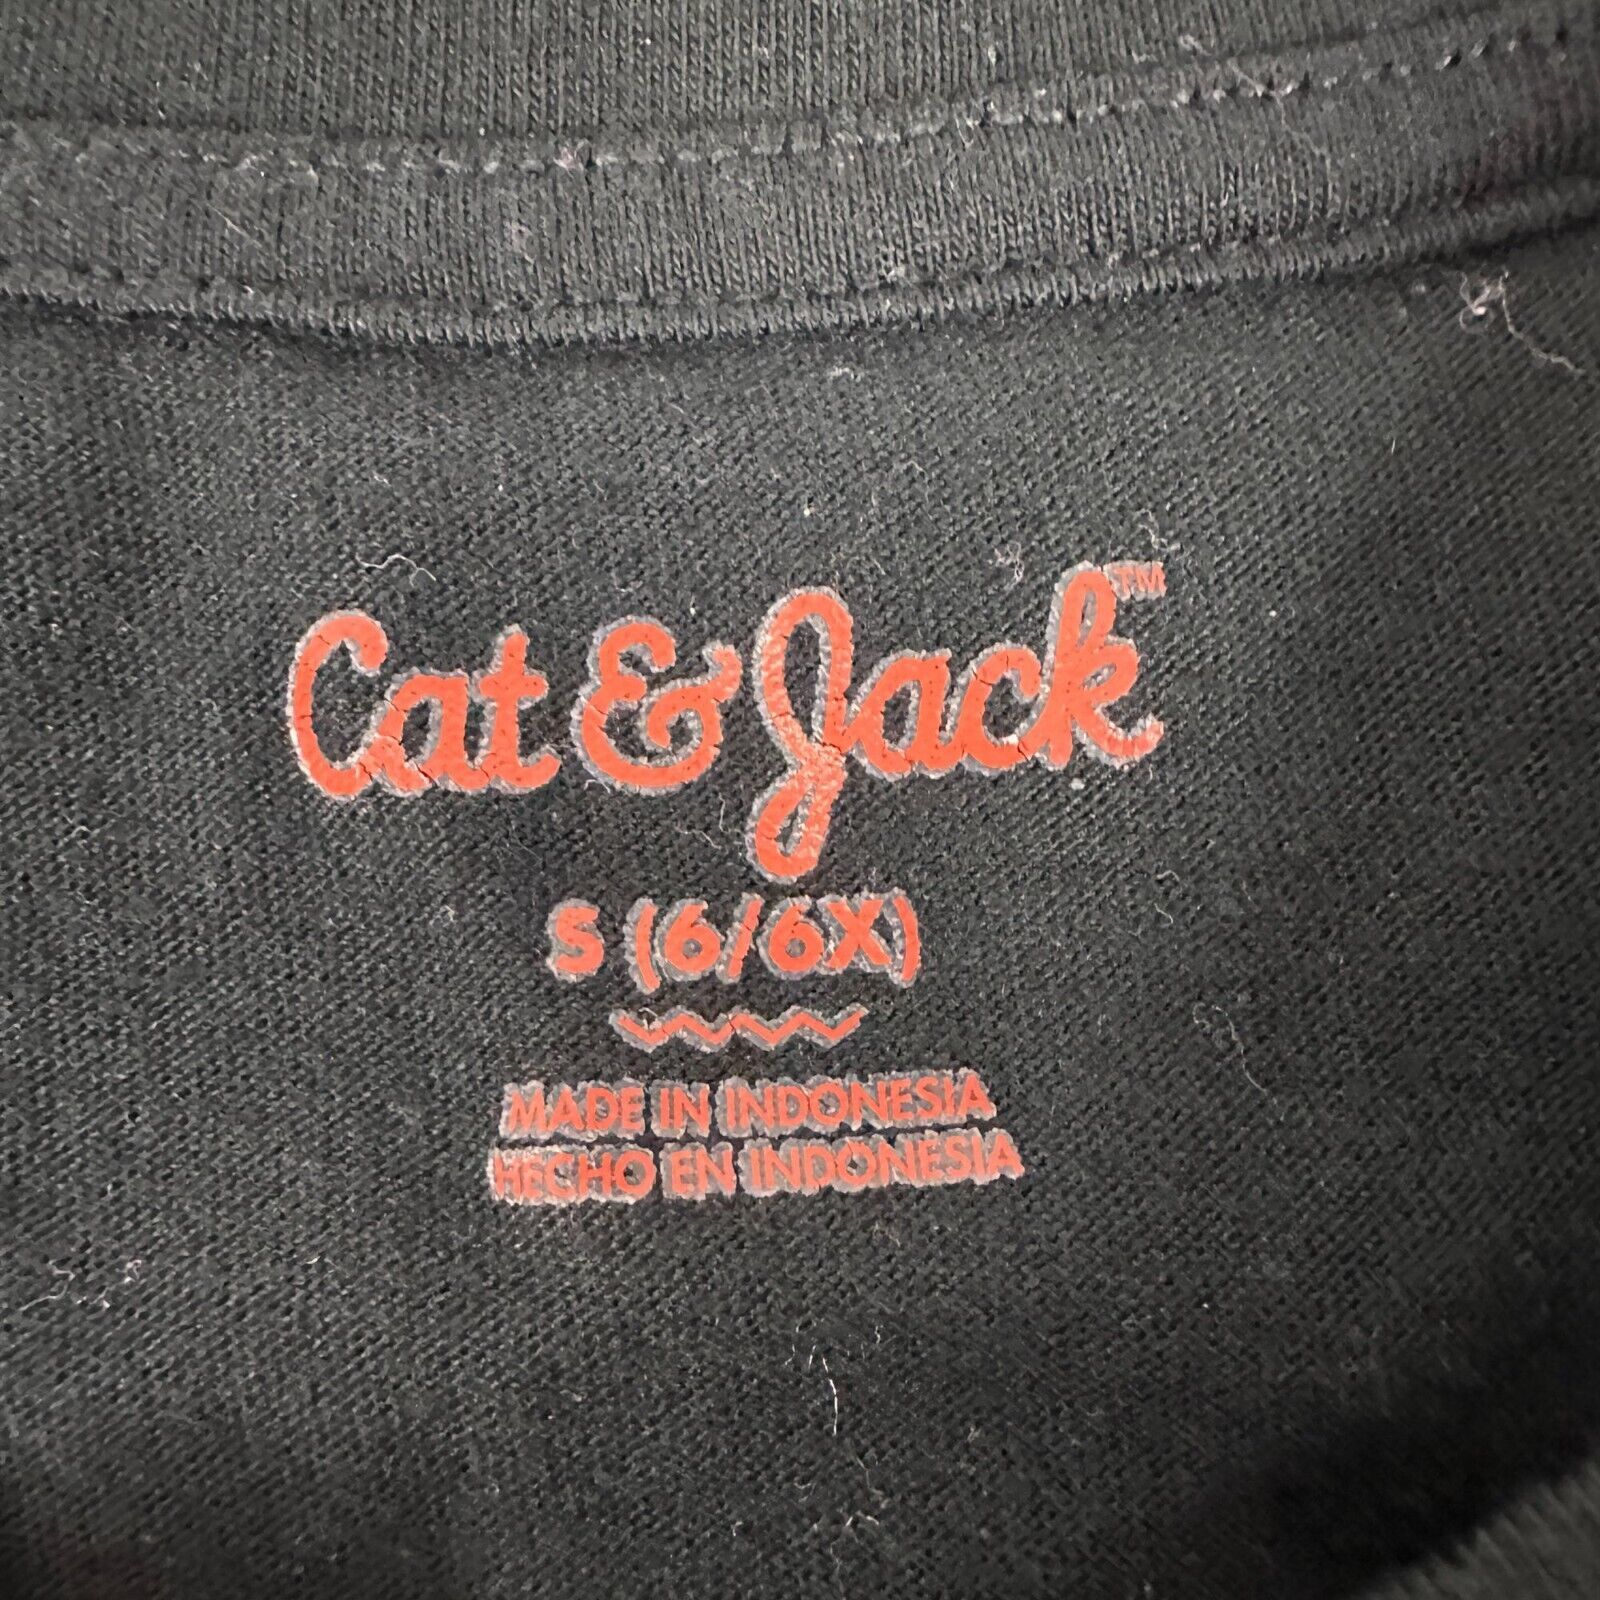 Cat & Jack™
S (6/6X)
MADE IN INDONESIA
HECHO EN INDONESIA